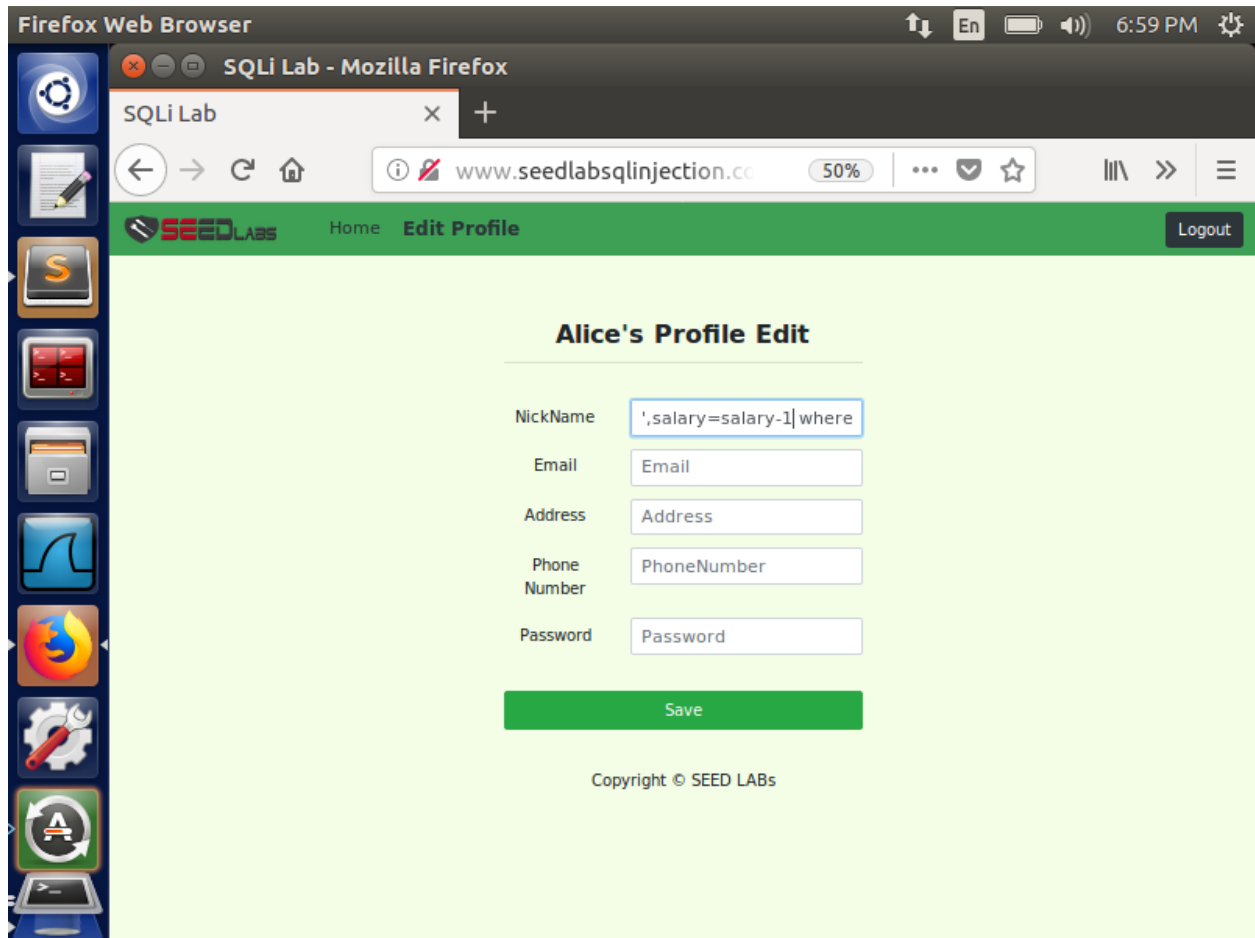 Firefox Web Browser En 6:59 PM
SQLi Lab - Mozilla Firefox
SQLi Lab
www.seedlabsqlinjection.co 50%
SEEDLABS Home Edit Profile Logout
Alice's Profile Edit
NickName ',salary=salary-1 where
Email Email
Address Address
Phone
Number PhoneNumber
Password Password
Save
Copyright © SEED LABs